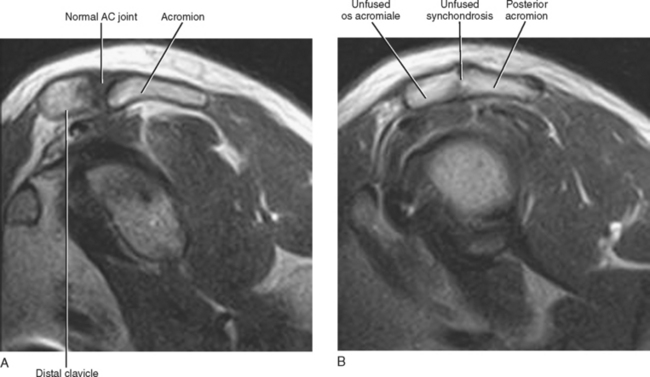 Normal AC joint
Acromion
Unfused
os acromiale
Unfused
synchondrosis
Posterior
acromion
A
Distal clavicle
B